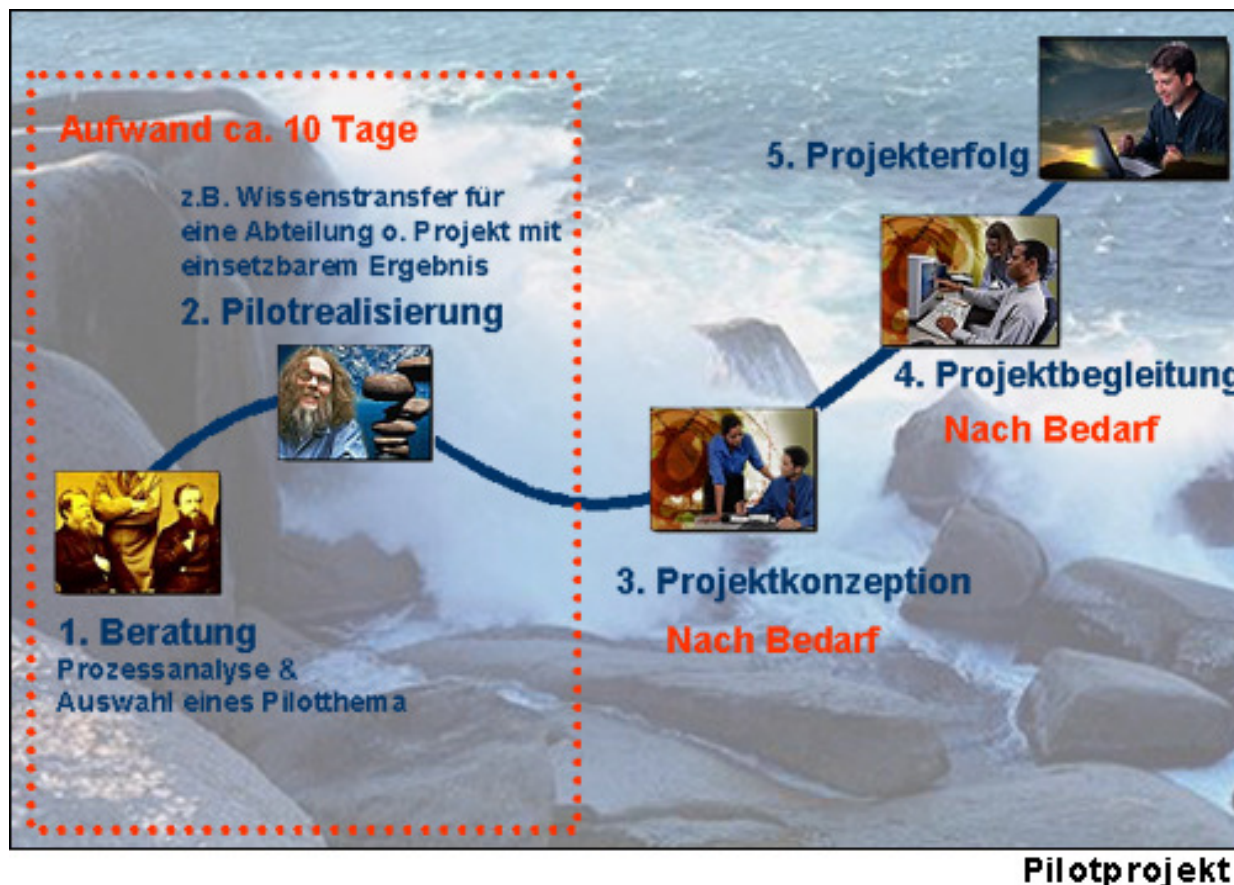 Aufwand ca. 10 Tage
z.B. Wissenstransfer für
eine Abteilung o. Projekt mit
einsetzbarem Ergebnis
2. Pilotrealisierung
1. Beratung
Prozessanalyse &
Auswahl eines Pilotthema
3. Projektkonzeption
Nach Bedarf
4. Projektbegleitung
Nach Bedarf
5. Projekterfolg
Pilotprojekt